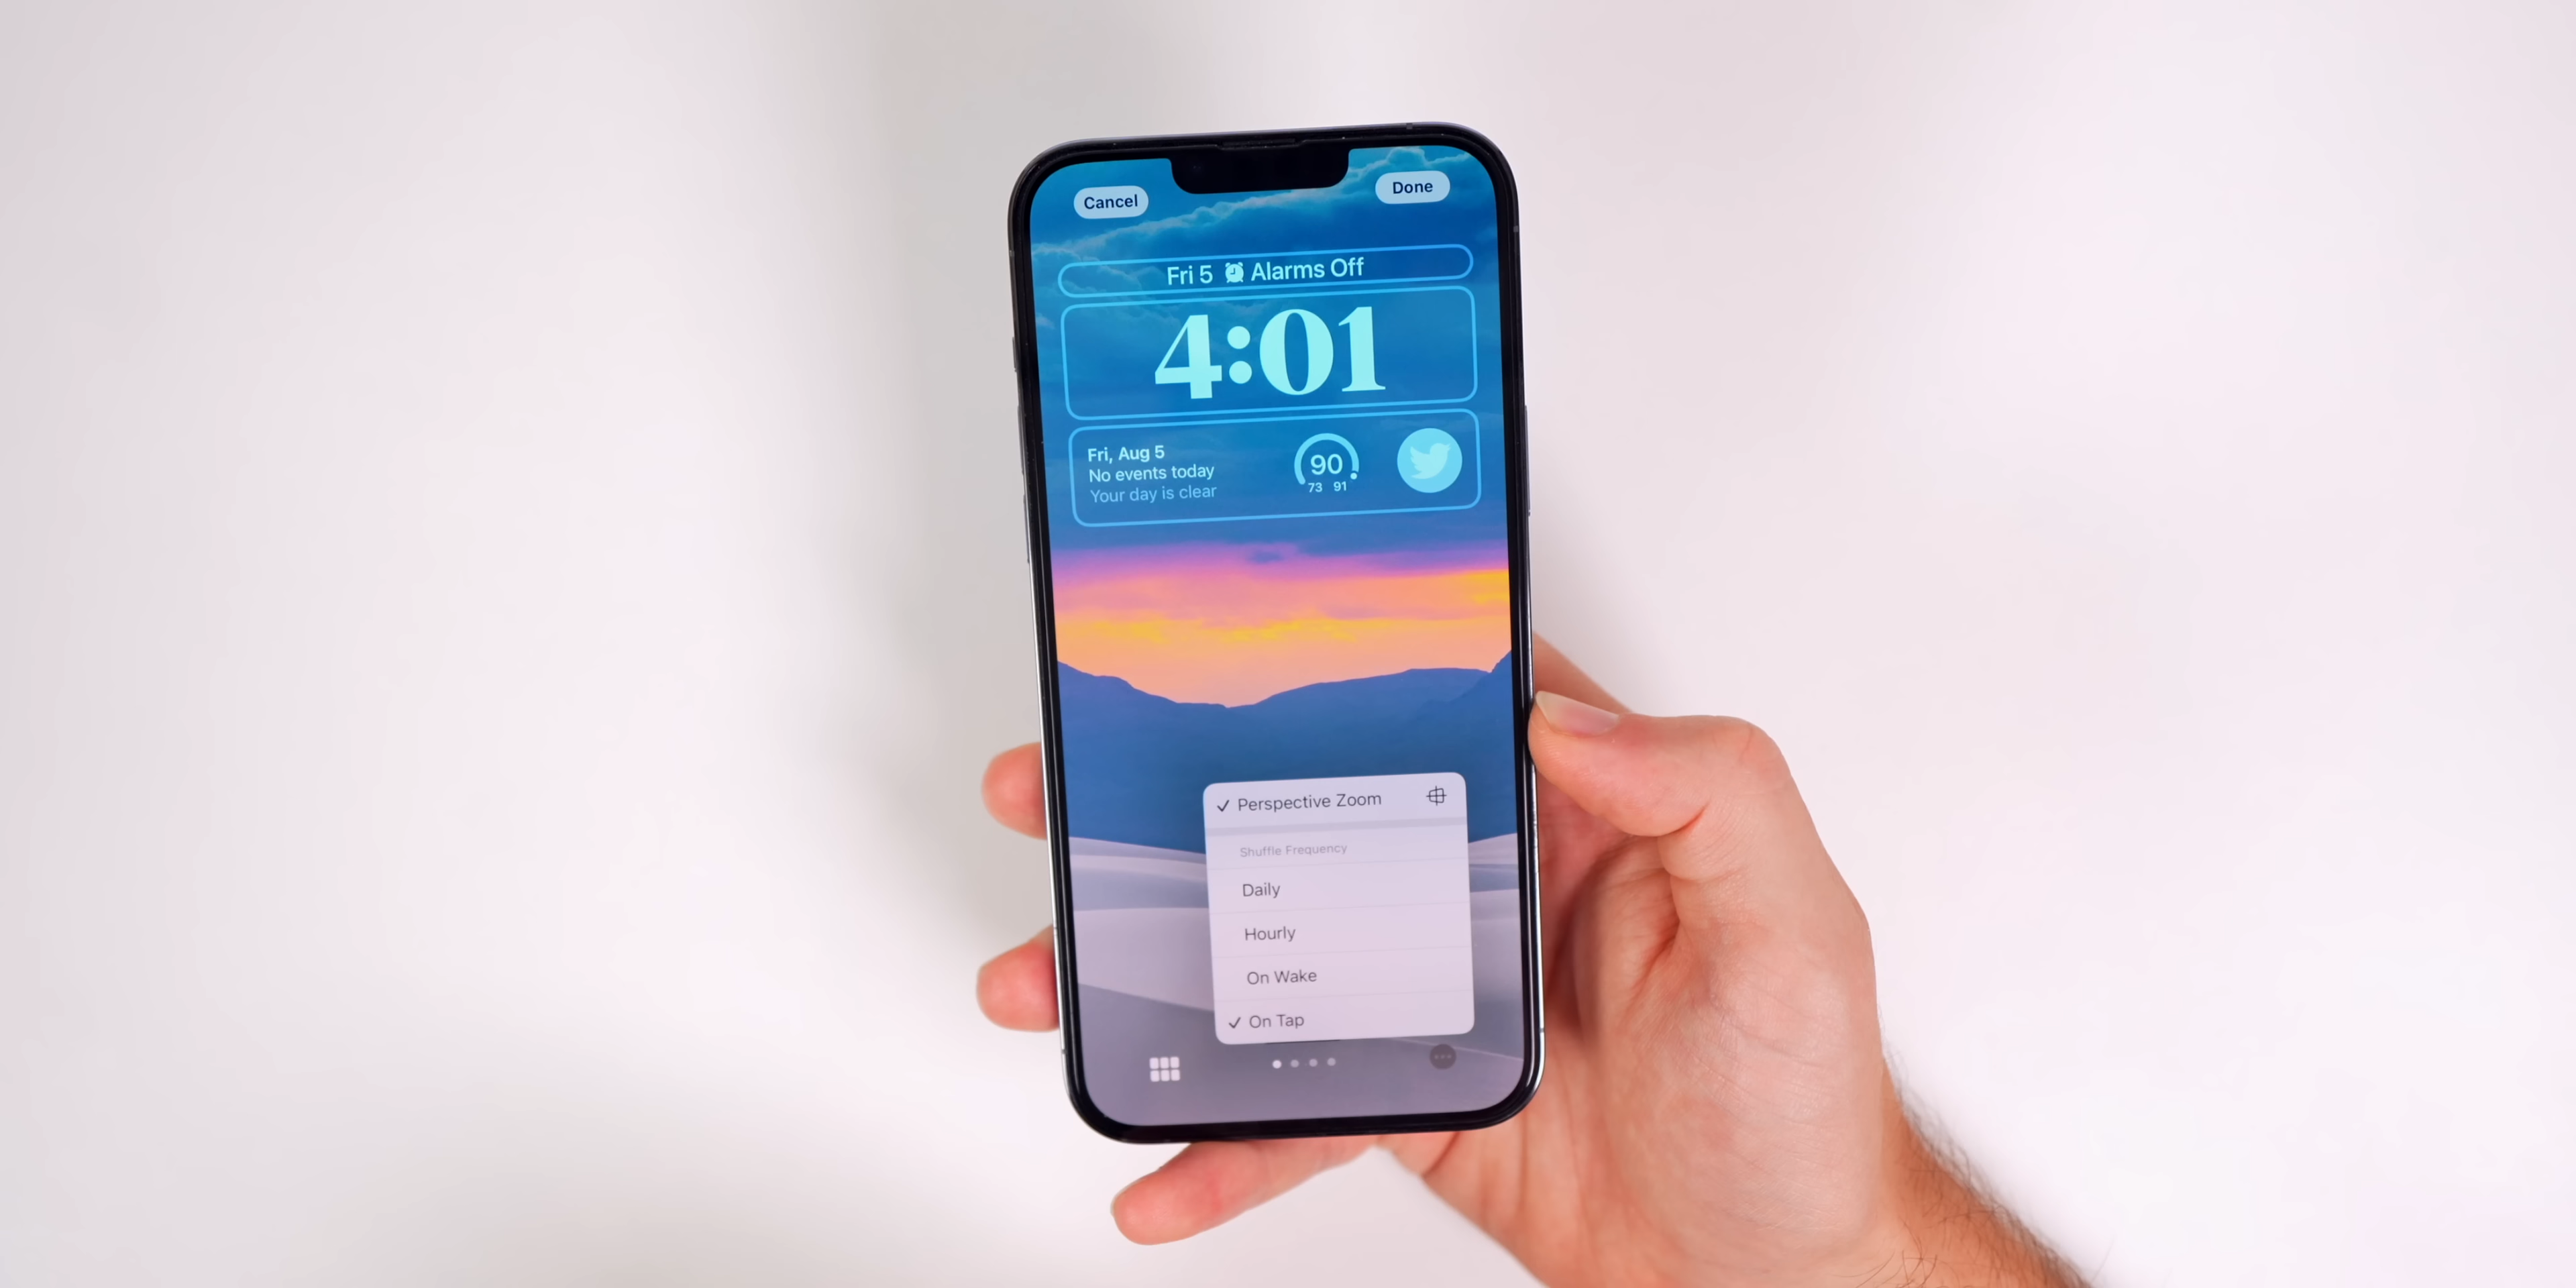 Cancel
Done
Fri 5 Alarms Off
4:01
Fri, Aug 5
No events today
Your day is clear
90
73 91
Perspective Zoom
Shuffle Frequency
Daily
Hourly
On Wake
On Tap